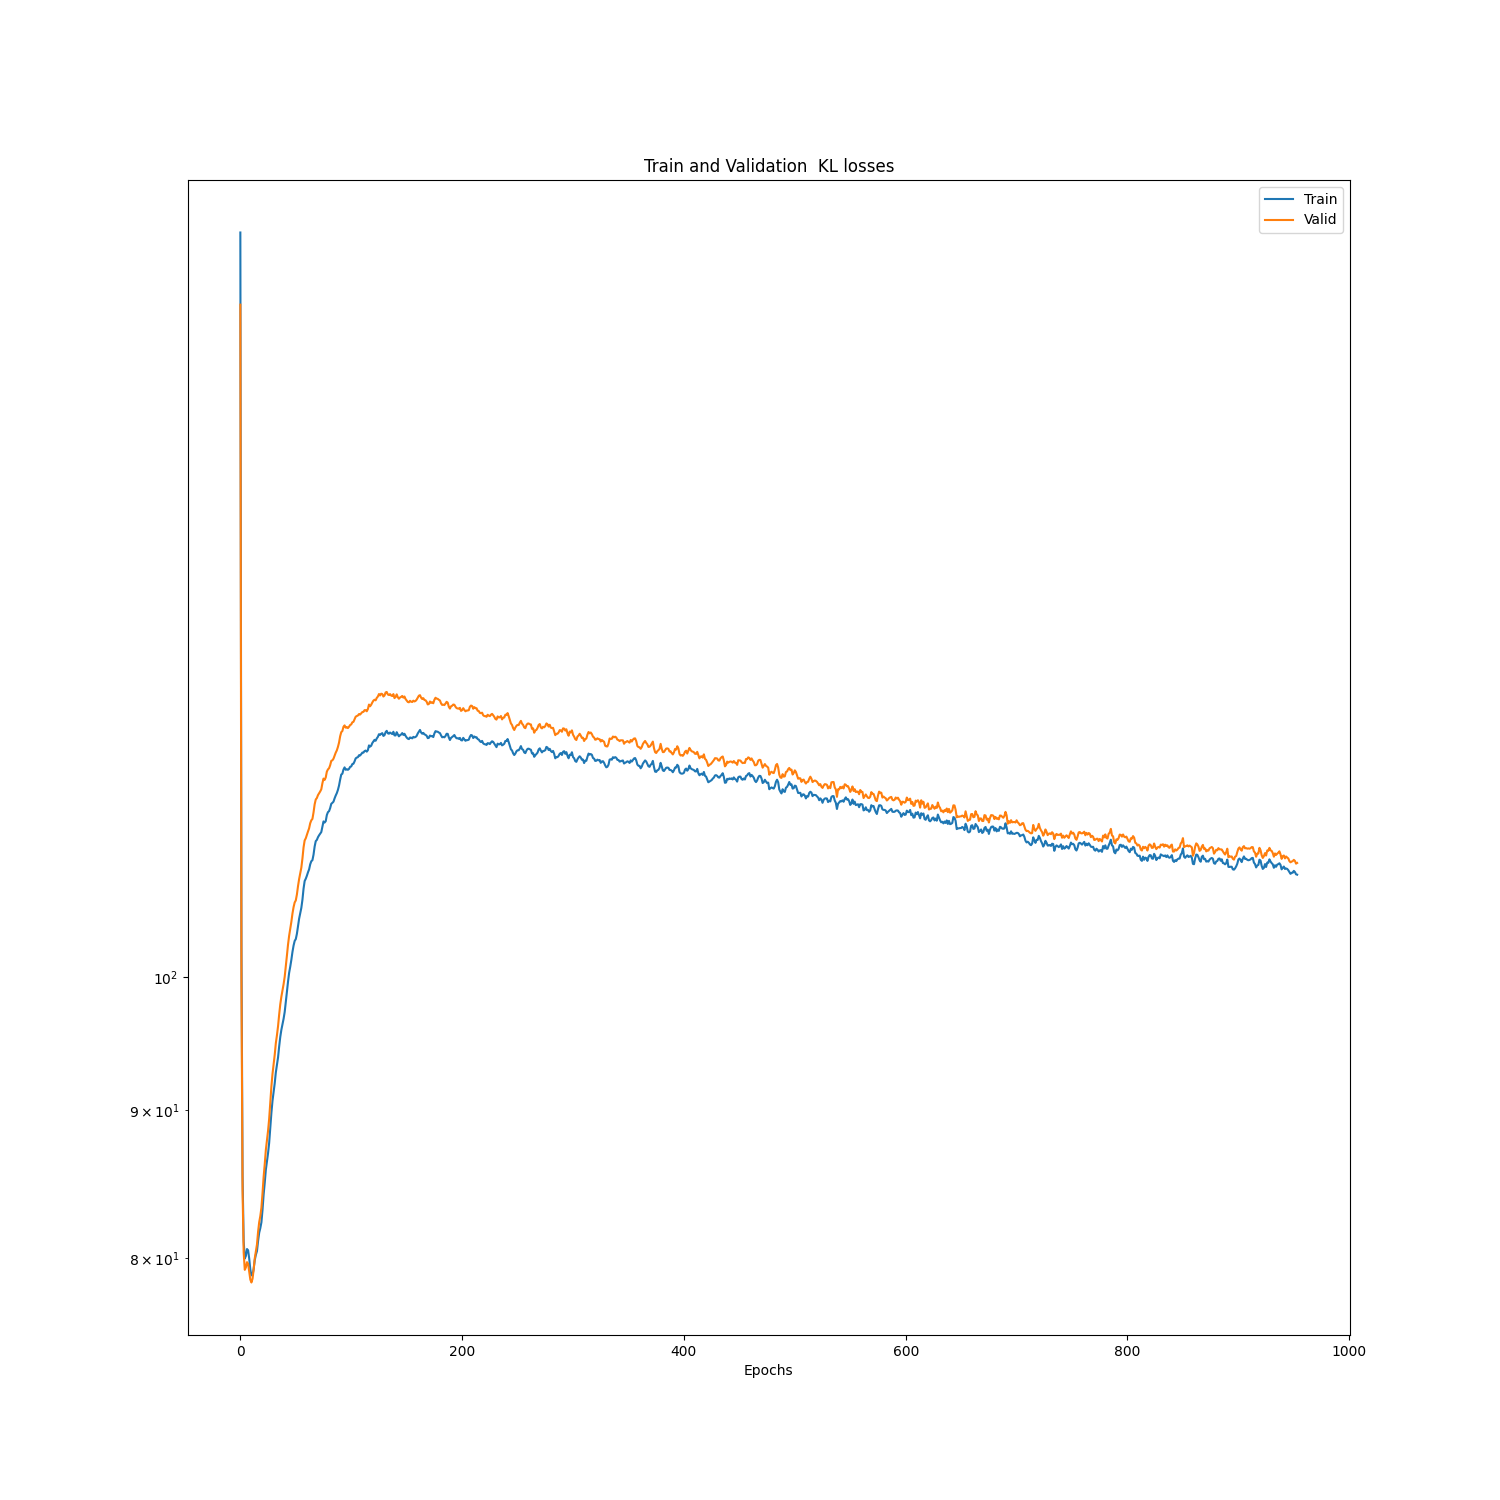 Train and Validation  KL losses
Train
Valid
10²
9 × 10¹
8 × 10¹
0 200 400 600 800 1000
Epochs